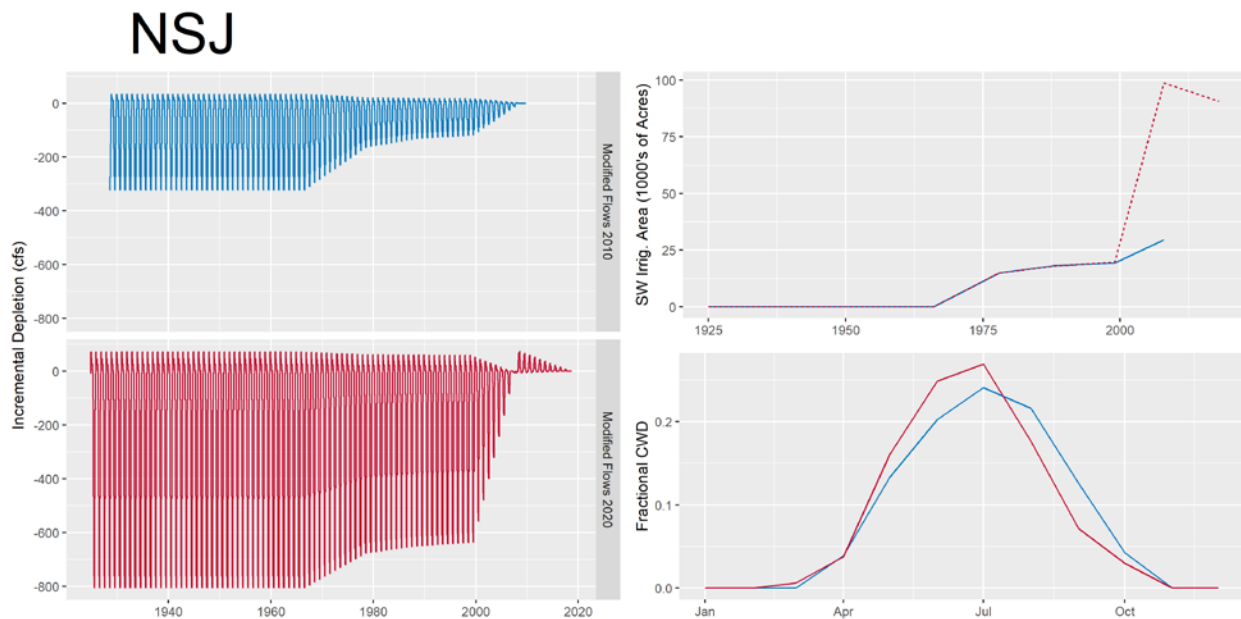 NSJ
Incremental Depletion (cfs)
0
-200
-400
-600
-800
Modified Flows 2010
0
-200
-400
-600
-800
Modified Flows 2020
1940
1960
1980
2000
2020
SW Irrig. Area (1000's of Acres)
100
75
50
25
0
1925
1950
1975
2000
Fractional CWD
0.2
0.1
0.0
Jan
Apr
Jul
Oct